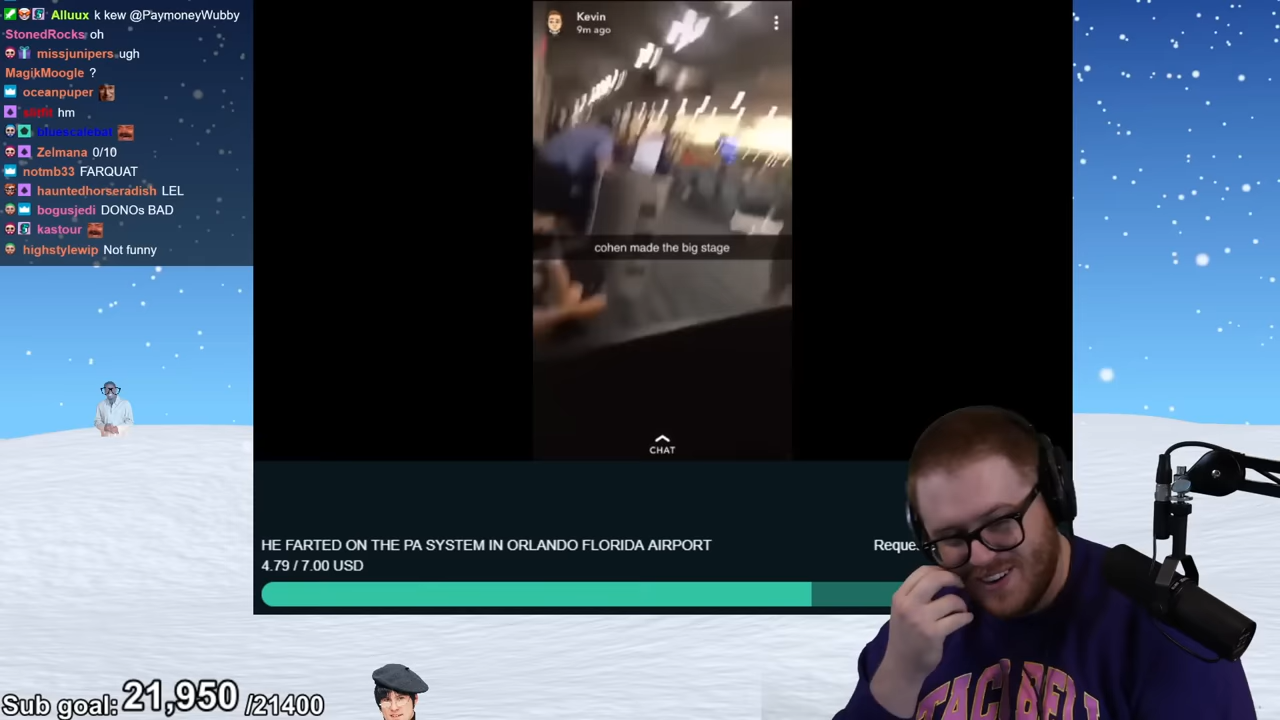 Alluux k kew @PaymoneyWubby
StonedRocks oh
missjunipers ugh
MagikMoogle ?
oceanpuper
hm
bluescalebat
Zelmana 0/10
notmb33 FARQUAT
hauntedhorseradish LEL
bogusjedi DONOs BAD
kastour
highstylewip Not funny
Kevin
9m ago
cohen made the big stage
CHAT
HE FARTED ON THE PA SYSTEM IN ORLANDO FLORIDA AIRPORT
4.79 / 7.00 USD
TACO BELL
Sub goal: 21,950 /21400